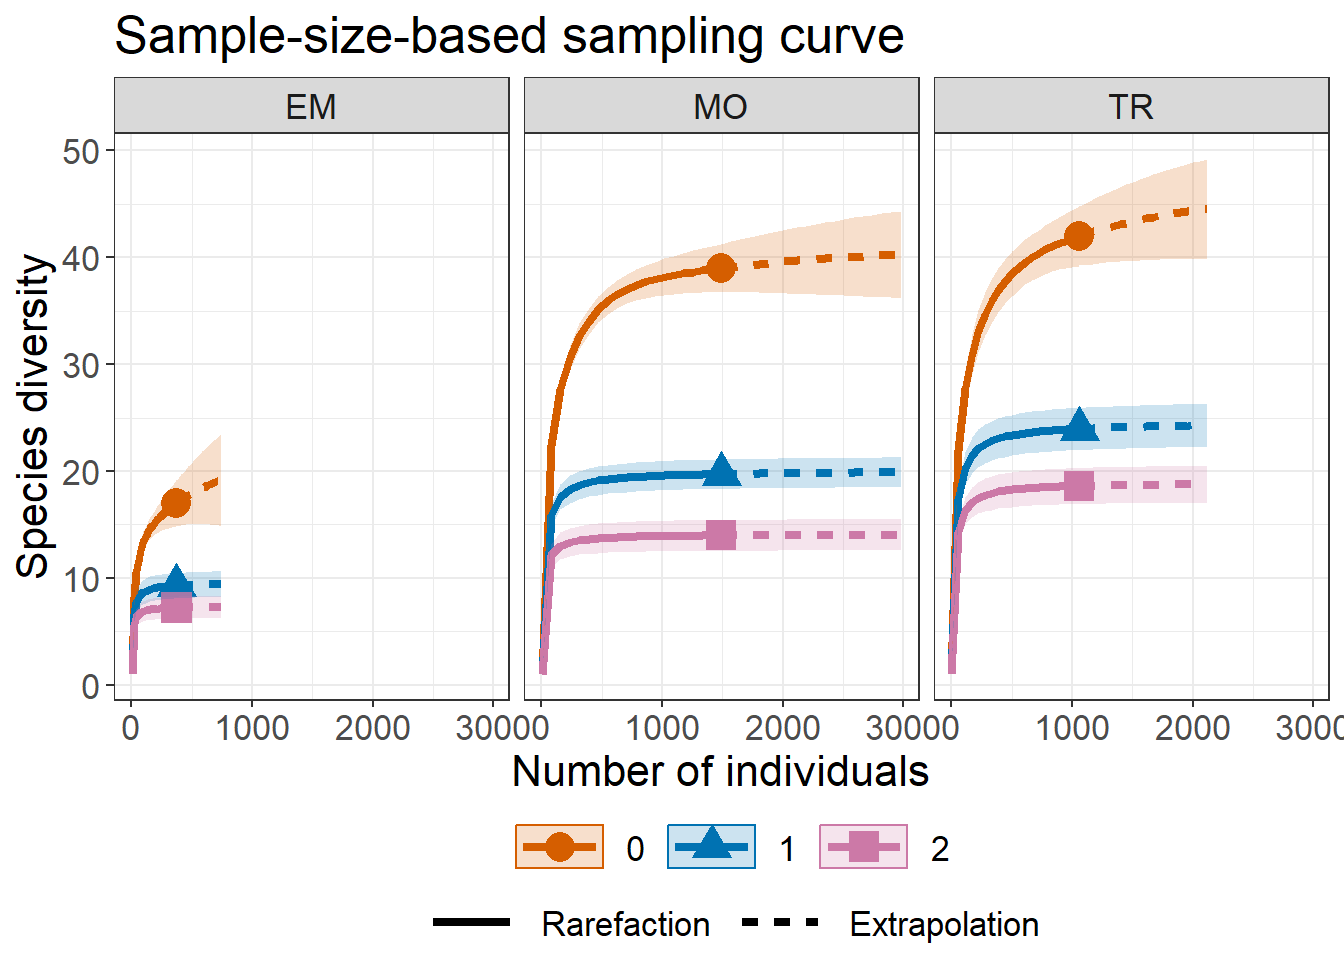 Sample-size-based sampling curve
EM MO TR
50
40
30
20
10
0
Species diversity
0 1000 2000 3000 0 1000 2000 3000 0 1000 2000 3000
Number of individuals
0 1 2
Rarefaction Extrapolation